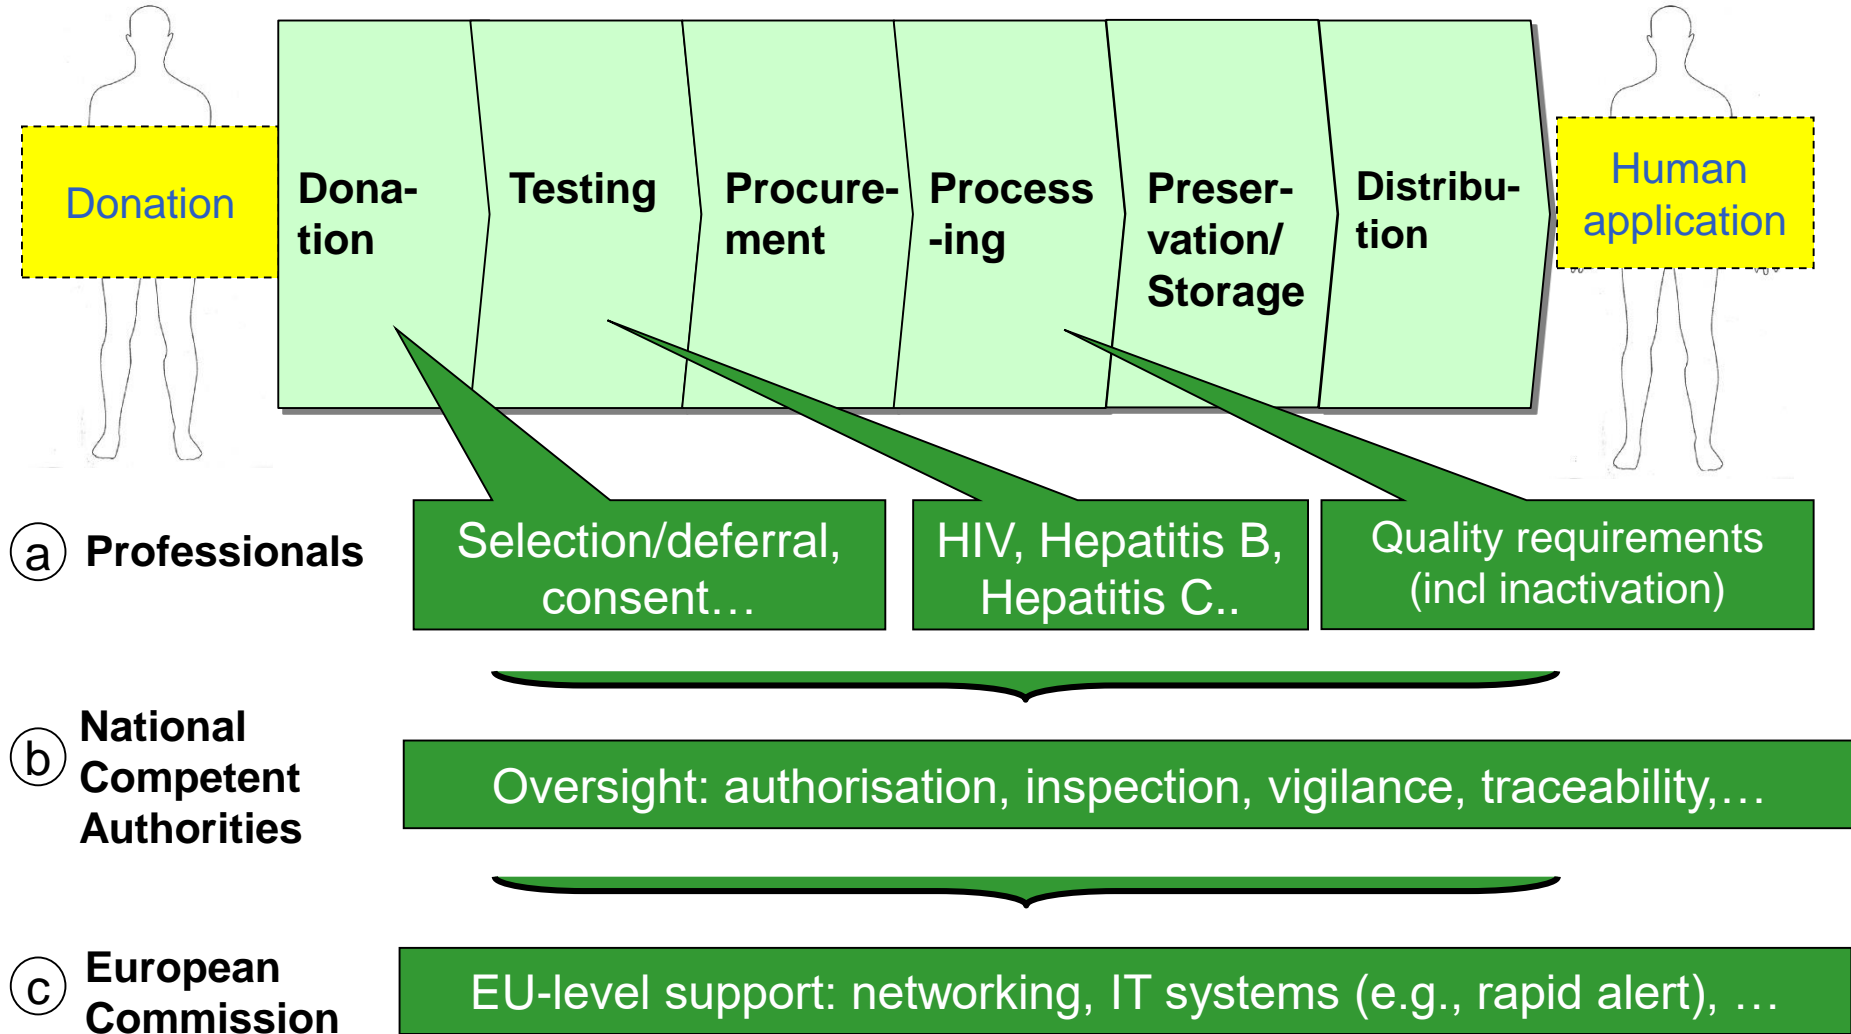 Donation
Dona-
tion
Testing
Procure-
ment
Process
-ing
Preser-
vation/
Storage
Distribu-
tion
Human
application
a Professionals
Selection/deferral,
consent…
HIV, Hepatitis B,
Hepatitis C..
Quality requirements
(incl inactivation)
b National
Competent
Authorities
Oversight: authorisation, inspection, vigilance, traceability,…
c European
Commission
EU-level support: networking, IT systems (e.g., rapid alert), …